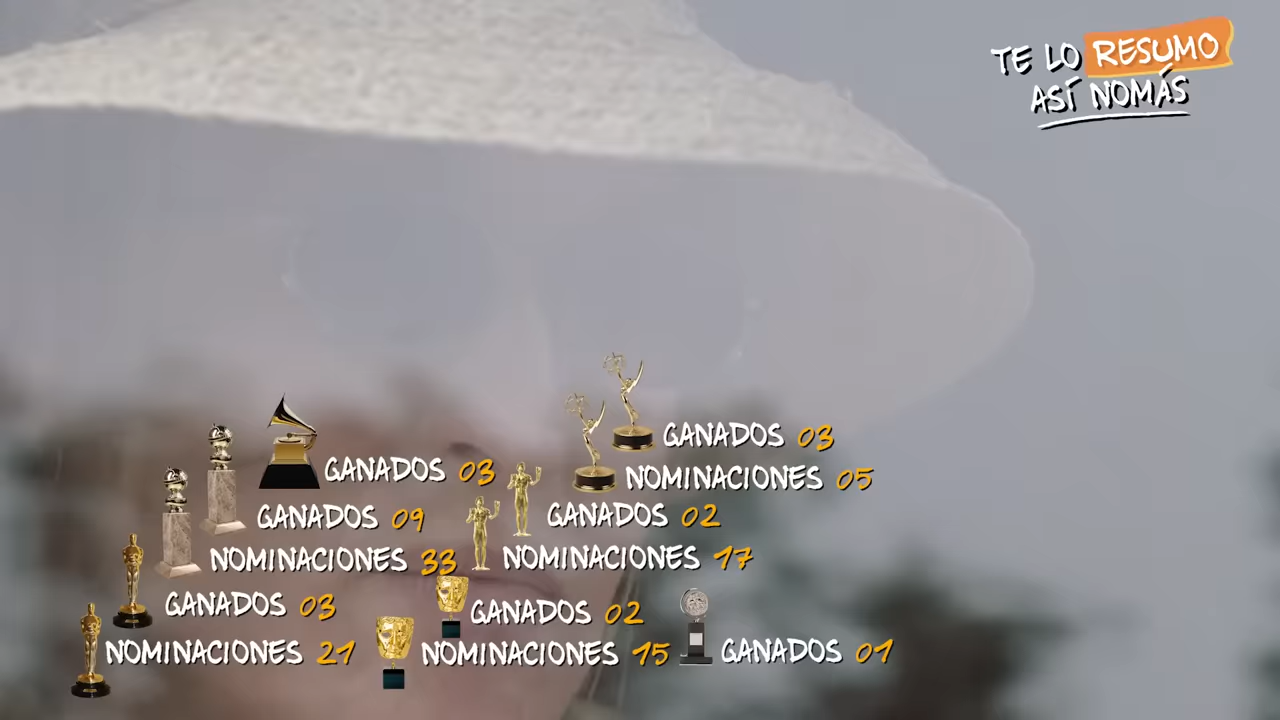 TE LO RESUMO
ASÍ NOMÁS
GANADOS 03
NOMINACIONES 05
GANADOS 03
GANADOS 09
NOMINACIONES 33
GANADOS 02
NOMINACIONES 17
GANADOS 03
NOMINACIONES 21
GANADOS 02
NOMINACIONES 15
GANADOS 01